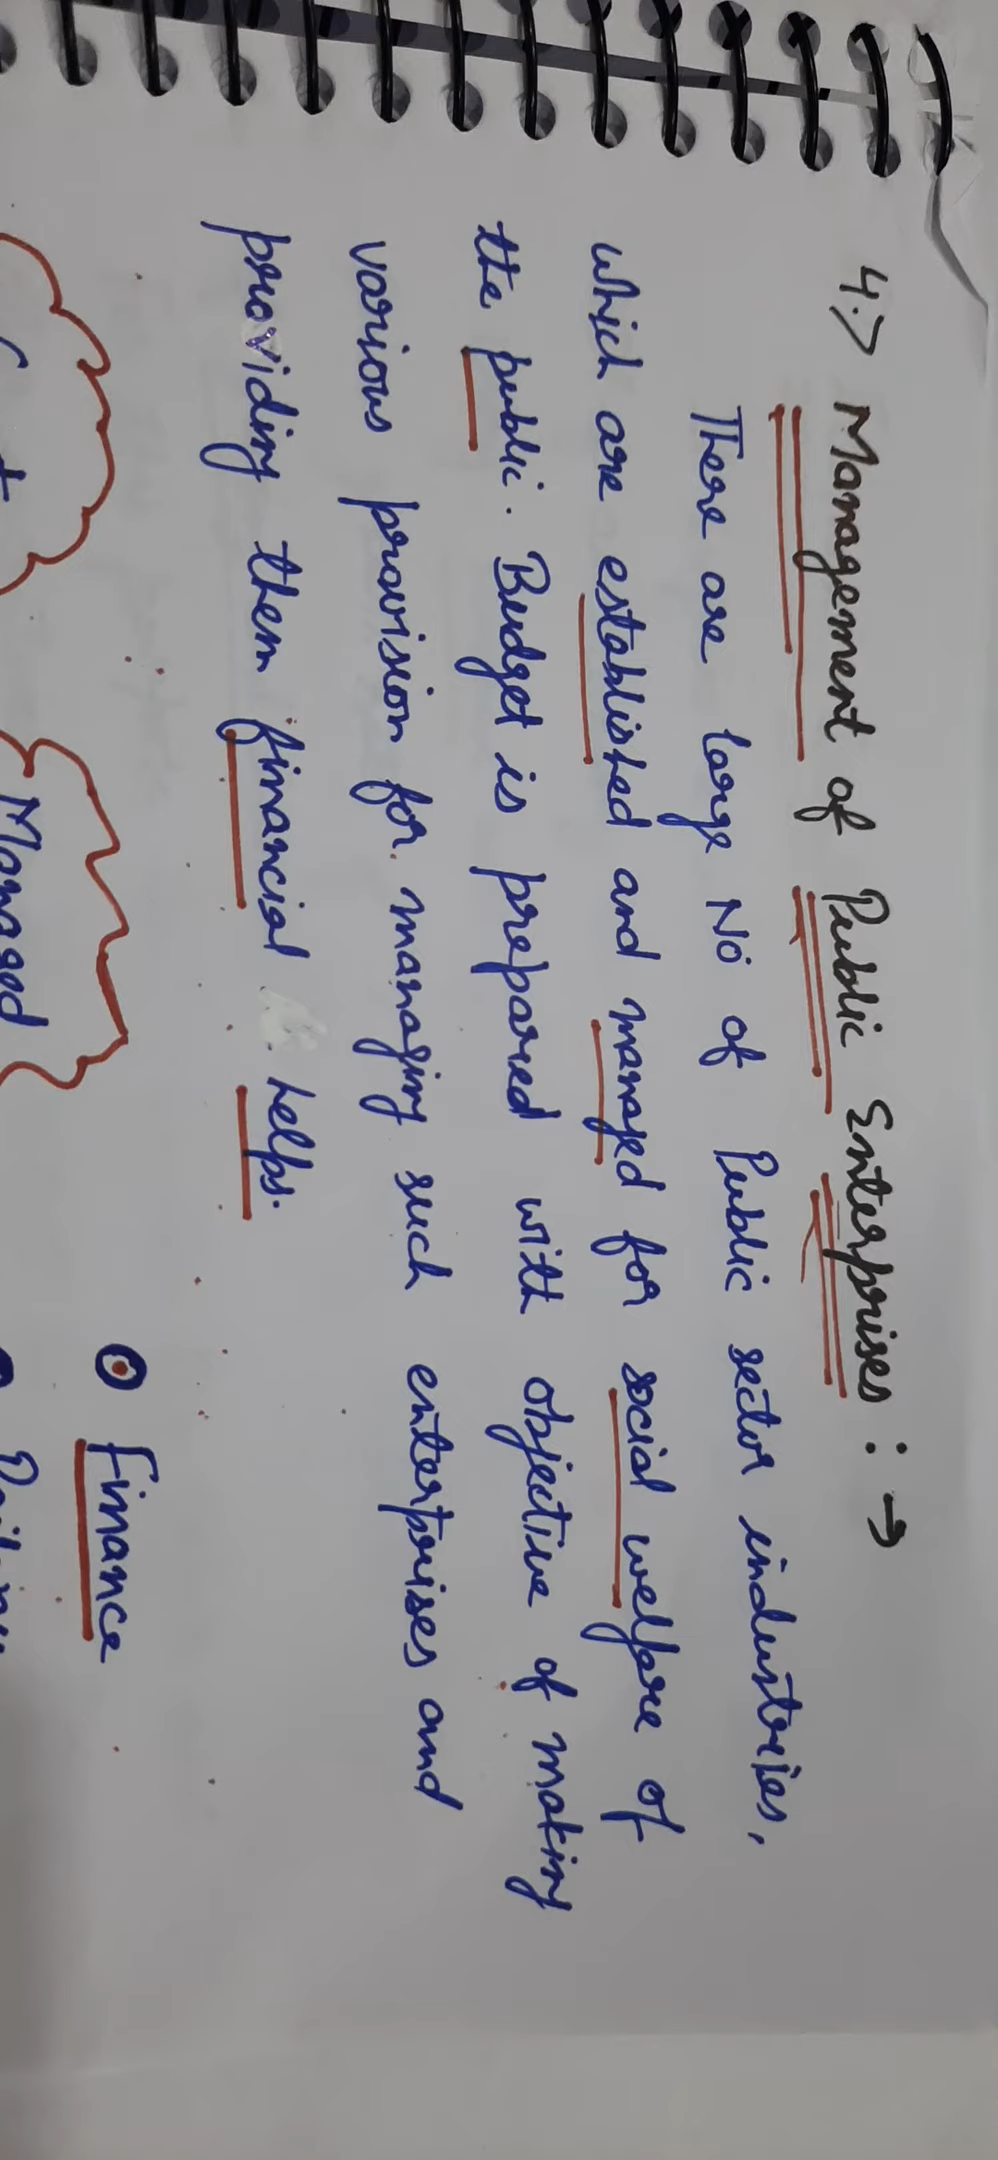 4.> Management of Public Enterprises : →
There are large No of Public sector industries,
which are established and managed for social welfare of
the public. Budget is prepared with objective of making
various provision for managing such enterprises and
providing them financial helps.
Finance
Managed